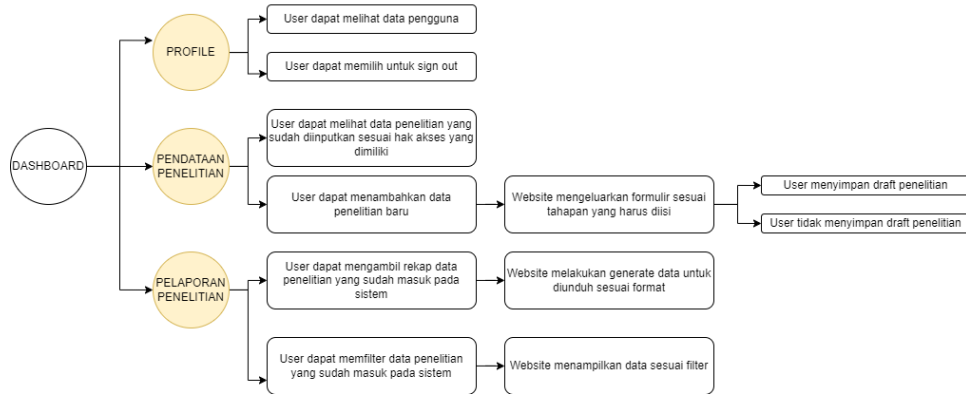 User dapat melihat data pengguna
PROFILE
User dapat memilih untuk sign out
DASHBOARD
User dapat melihat data penelitian yang
sudah diinputkan sesuai hak akses yang
dimiliki
PENDATAAN
PENELITIAN
User dapat menambahkan data
penelitian baru
Website mengeluarkan formulir sesuai
tahapan yang harus diisi
User menyimpan draft penelitian
User tidak menyimpan draft penelitian
PELAPORAN
PENELITIAN
User dapat mengambil rekap data
penelitian yang sudah masuk pada
sistem
Website melakukan generate data untuk
diunduh sesuai format
User dapat memfilter data penelitian
yang sudah masuk pada sistem
Website menampilkan data sesuai filter